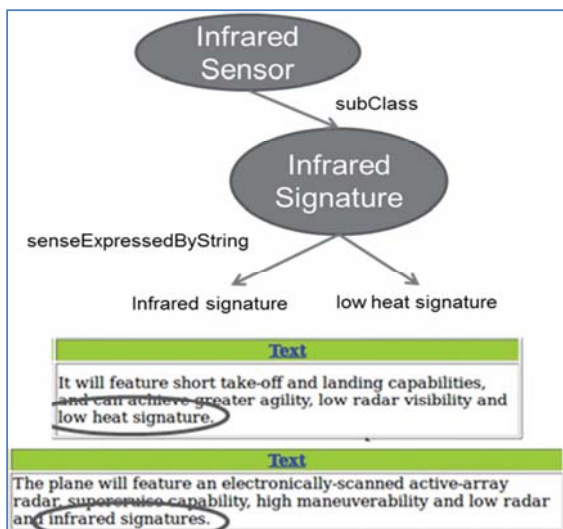 Infrared
Sensor
subClass
Infrared
Signature
senseExpressedByString
Infrared signature
low heat signature
Text
It will feature short take-off and landing capabilities,
and can achieve greater agility, low radar visibility and
low heat signature.
Text
The plane will feature an electronically-scanned active-array
radar, supercruise capability, high maneuverability and low radar
and infrared signatures.